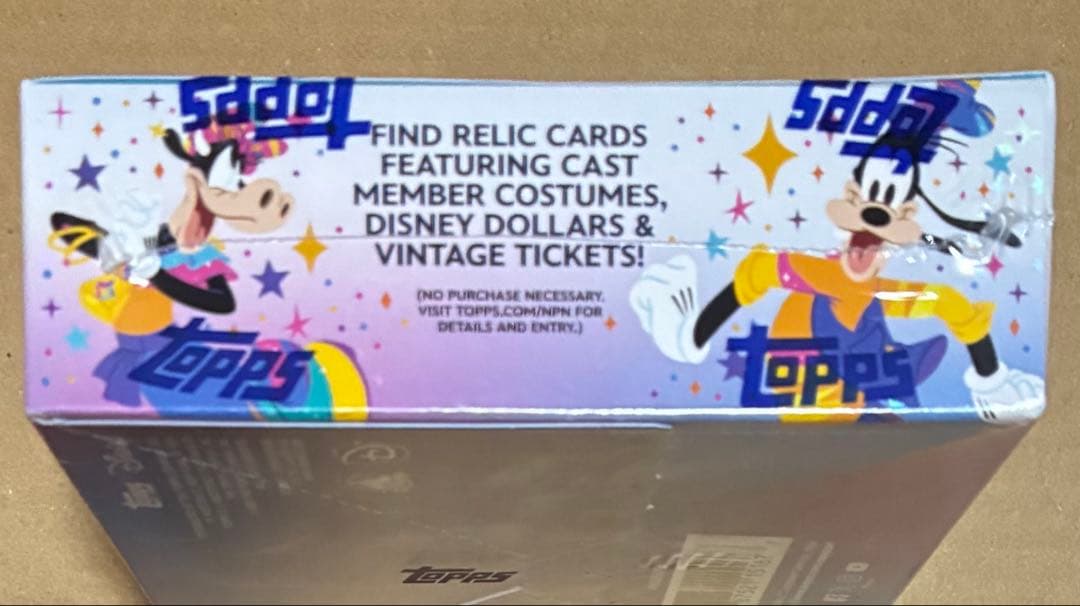 Topps
Topps
FIND RELIC CARDS
FEATURING CAST
MEMBER COSTUMES,
DISNEY DOLLARS &
VINTAGE TICKETS!
(NO PURCHASE NECESSARY.
VISIT TOPPS.COM/NPN FOR
DETAILS AND ENTRY.)
Topps
Topps
Topps